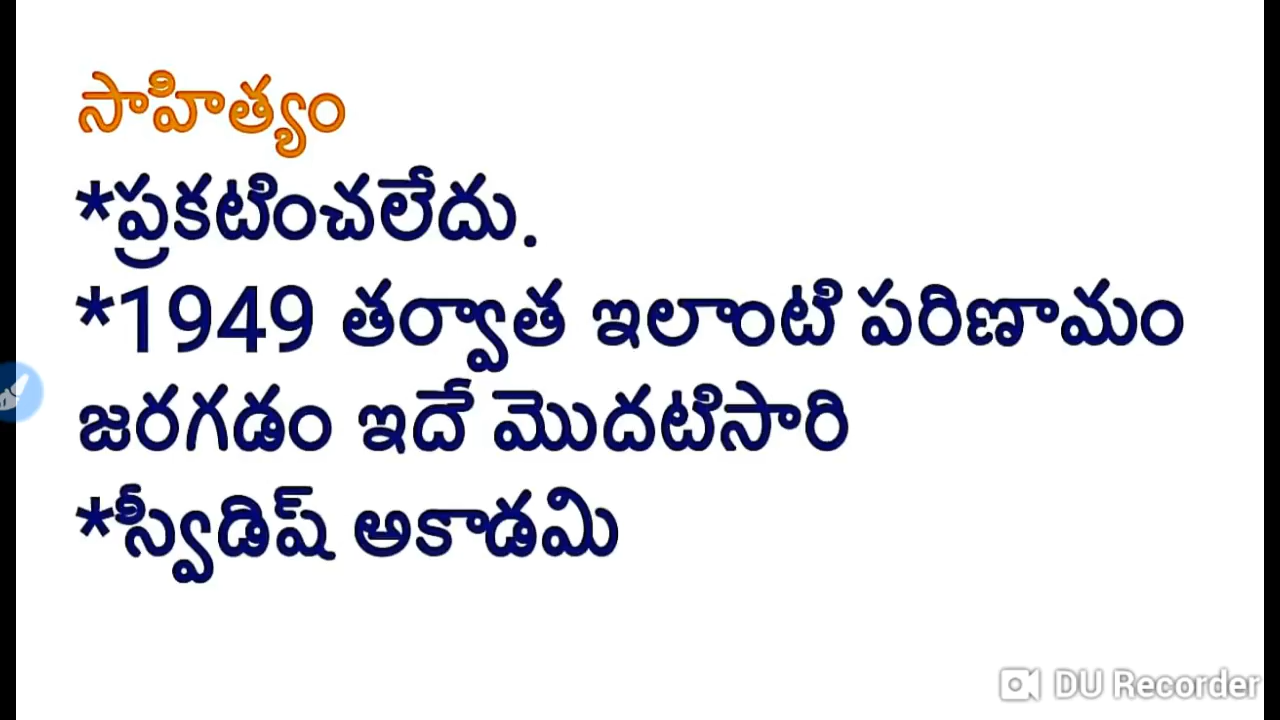 సాహిత్యం
*ప్రకటించలేదు.
*1949 తర్వాత ఇలాంటి పరిణామం
జరగడం ఇదే మొదటిసారి
*స్వీడిష్ అకాడమి
DU Recorder